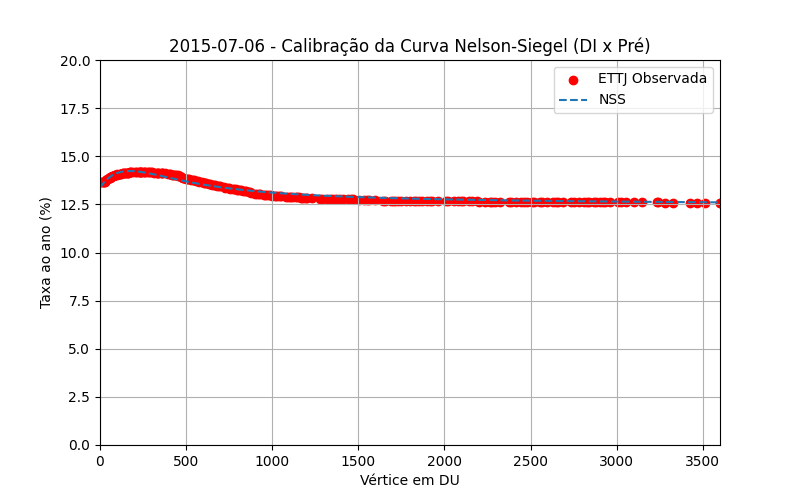 2015-07-06 - Calibração da Curva Nelson-Siegel (DI x Pré)
20.0
17.5
15.0
12.5
10.0
7.5
5.0
2.5
0.0
Taxa ao ano (%)
ETTJ Observada
NSS
0 500 1000 1500 2000 2500 3000 3500
Vértice em DU